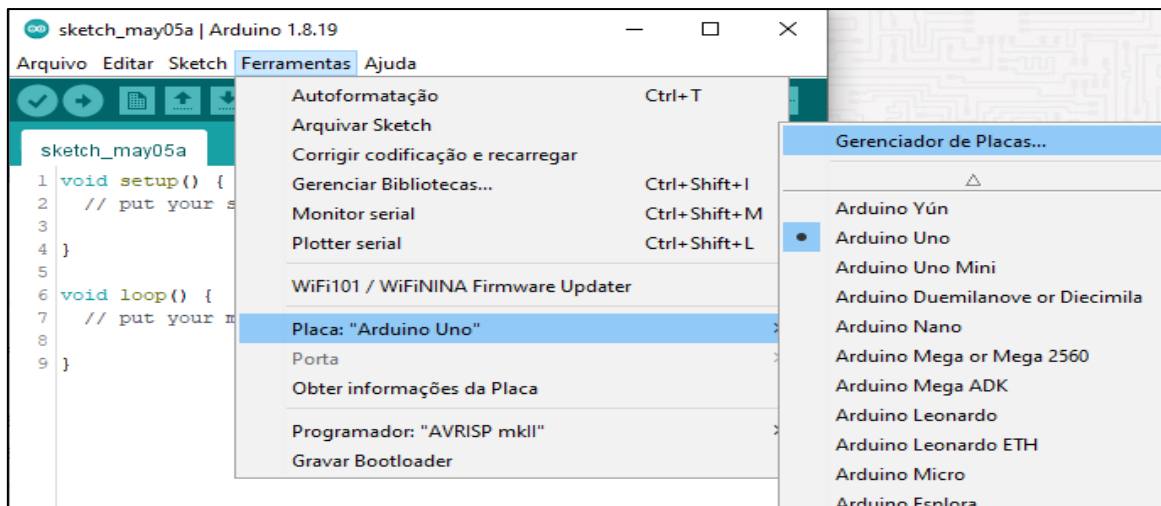 sketch_may05a | Arduino 1.8.19
Arquivo Editar Sketch Ferramentas Ajuda
sketch_may05a
1 void setup() {
2 // put your s
3
4 }
5
6 void loop() {
7 // put your m
8
9 }
Autoformatação Ctrl+T
Arquivar Sketch
Corrigir codificação e recarregar
Gerenciar Bibliotecas... Ctrl+Shift+I
Monitor serial Ctrl+Shift+M
Plotter serial Ctrl+Shift+L
WiFi101 / WiFiNINA Firmware Updater
Placa: "Arduino Uno"
Porta
Obter informações da Placa
Programador: "AVRISP mkII"
Gravar Bootloader
Gerenciador de Placas...
Arduino Yún
Arduino Uno
Arduino Uno Mini
Arduino Duemilanove or Diecimila
Arduino Nano
Arduino Mega or Mega 2560
Arduino Mega ADK
Arduino Leonardo
Arduino Leonardo ETH
Arduino Micro
Arduino Esplora